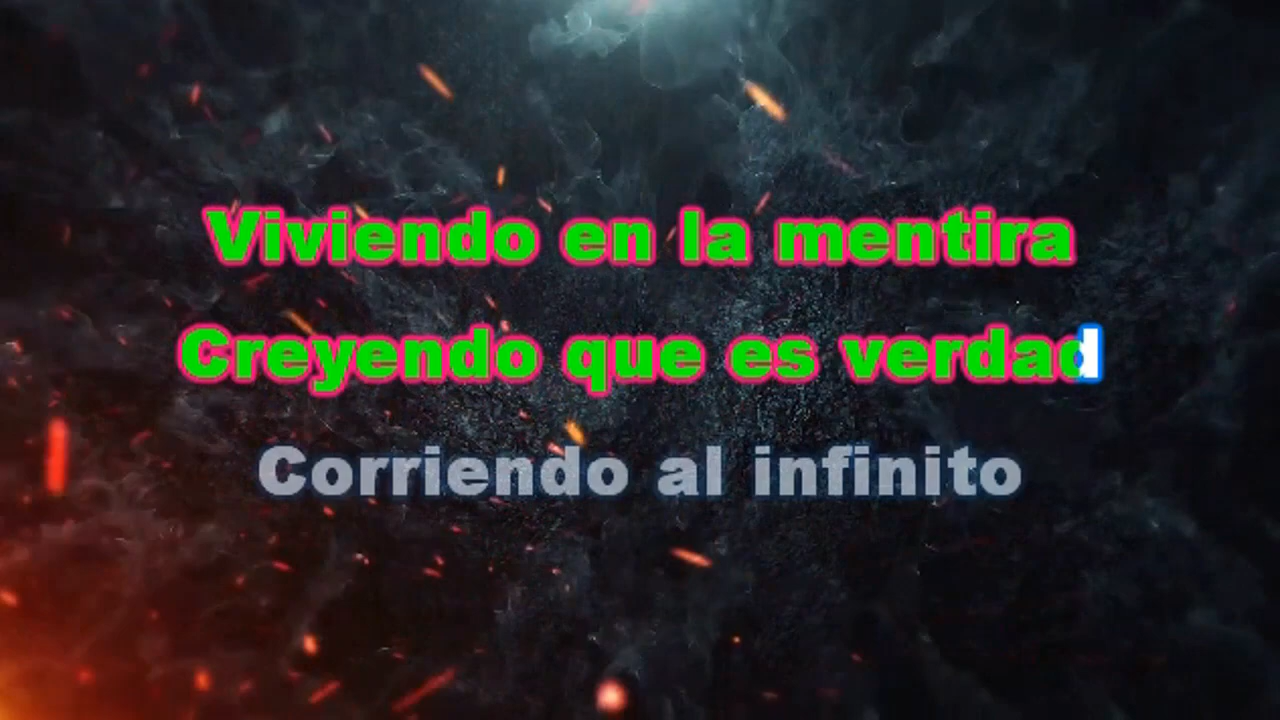 Viviendo en la mentira
Creyendo que es verdad
Corriendo al infinito